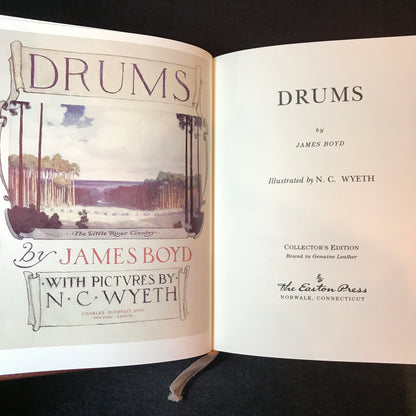 DRUMS
The Little River Country.
by JAMES BOYD
WITH PICTVRES BY
N·C·WYETH
CHARLES SCRIBNER'S SONS
DRUMS
by
JAMES BOYD
Illustrated by N. C. WYETH
COLLECTOR'S EDITION
Bound in Genuine Leather
The Easton Press
NORWALK, CONNECTICUT